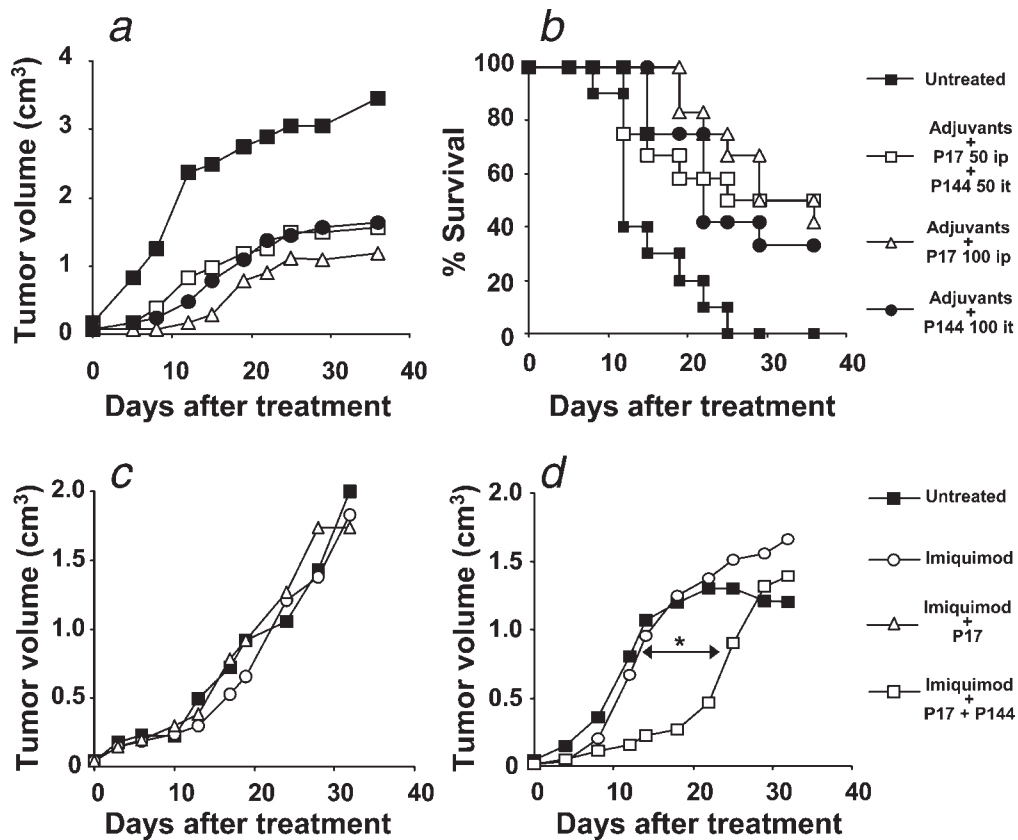 a
Tumor volume (cm³)
4
3
2
1
0
0 10 20 30 40
Days after treatment
b
% Survival
100
80
60
40
20
0
0 10 20 30 40
Days after treatment
Untreated
Adjuvants
+
P17 50 ip
+
P144 50 it
Adjuvants
+
P17 100 ip
Adjuvants
+
P144 100 it
c
Tumor volume (cm³)
2.0
1.5
1.0
0.5
0
0 10 20 30 40
Days after treatment
d
Tumor volume (cm³)
2.0
1.5
1.0
0.5
0
*
0 10 20 30 40
Days after treatment
Untreated
Imiquimod
Imiquimod
+
P17
Imiquimod
+
P17 + P144